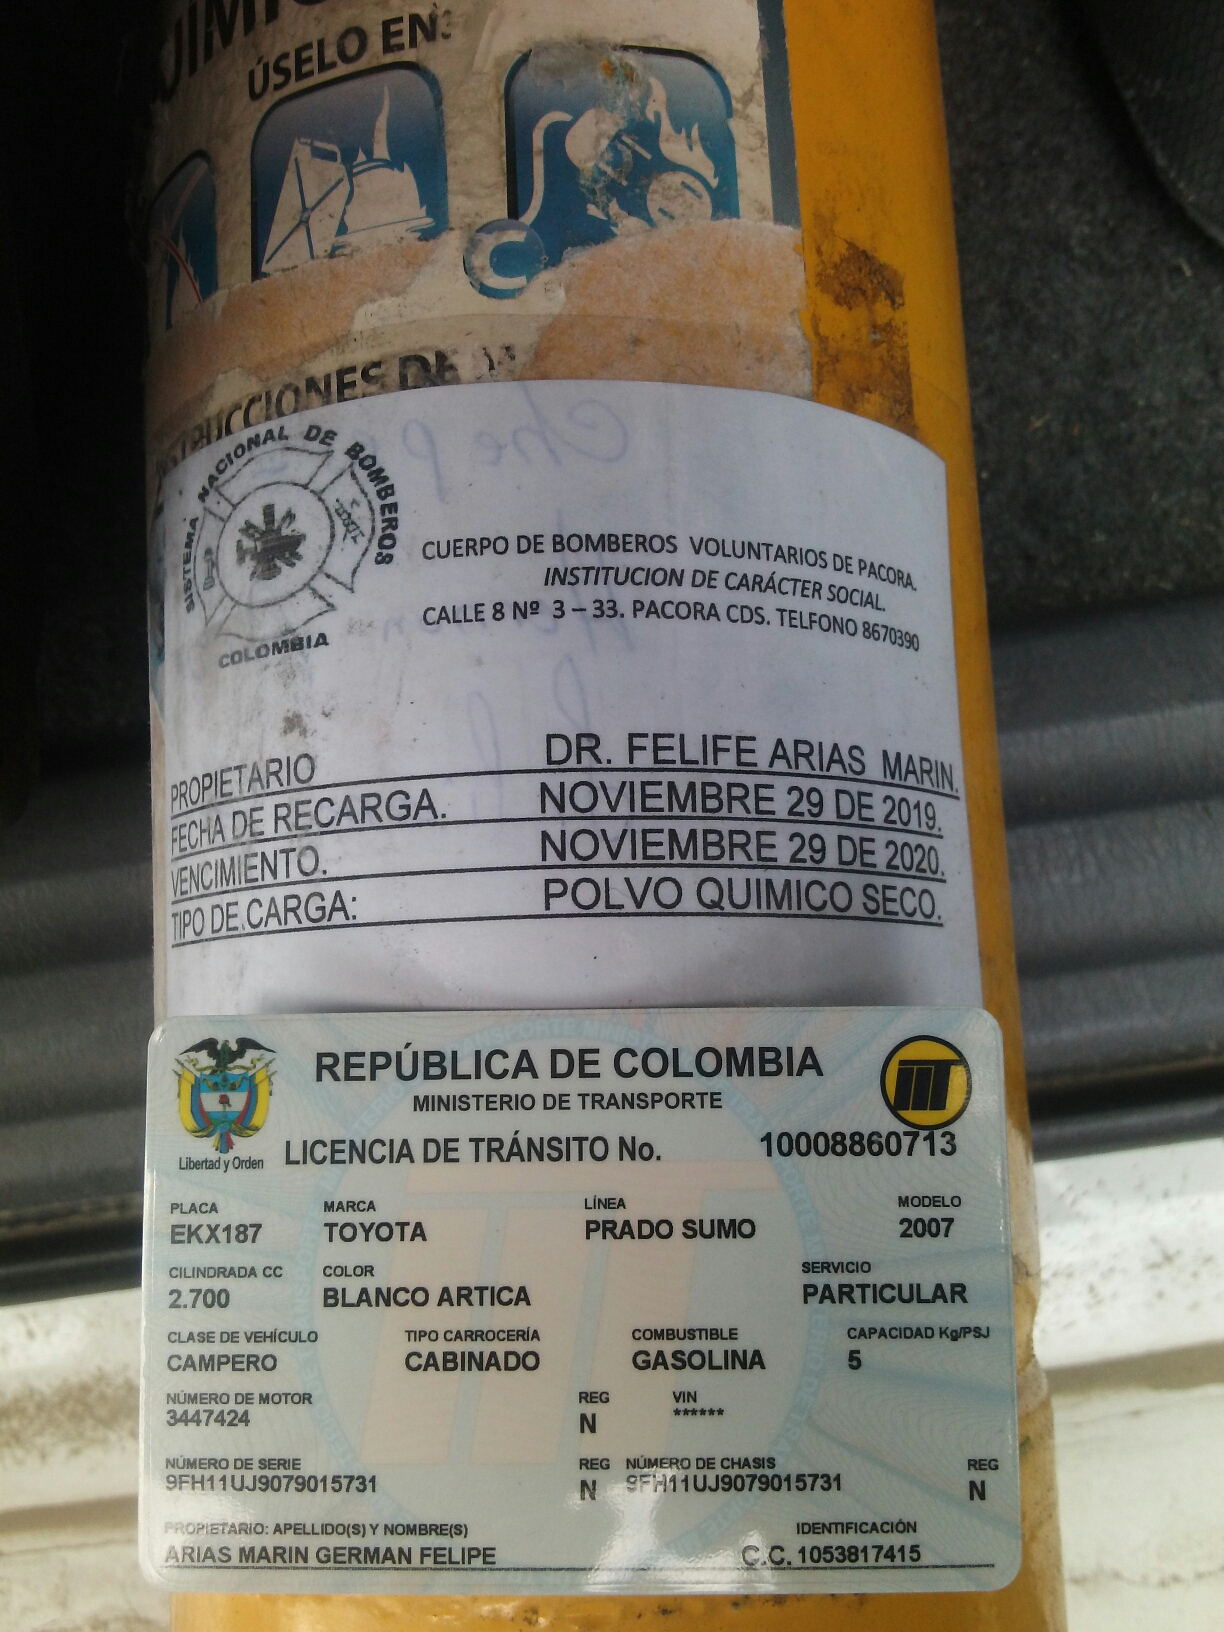 ÚSELO EN:
C
SISTEMA NACIONAL DE BOMBEROS
COLOMBIA
CUERPO DE BOMBEROS VOLUNTARIOS DE PACORA.
INSTITUCION DE CARÁCTER SOCIAL.
CALLE 8 Nº 3 – 33. PACORA CDS. TELFONO 8670390
PROPIETARIO DR. FELIFE ARIAS MARIN.
FECHA DE RECARGA. NOVIEMBRE 29 DE 2019.
VENCIMIENTO. NOVIEMBRE 29 DE 2020.
TIPO DE.CARGA: POLVO QUIMICO SECO.
REPÚBLICA DE COLOMBIA
MINISTERIO DE TRANSPORTE
Libertad y Orden
LICENCIA DE TRÁNSITO No. 10008860713
PLACA MARCA LÍNEA MODELO
EKX187 TOYOTA PRADO SUMO 2007
CILINDRADA CC COLOR SERVICIO
2.700 BLANCO ARTICA PARTICULAR
CLASE DE VEHÍCULO TIPO CARROCERÍA COMBUSTIBLE CAPACIDAD Kg/PSJ
CAMPERO CABINADO GASOLINA 5
NÚMERO DE MOTOR REG VIN
3447424 N ******
NÚMERO DE SERIE REG NÚMERO DE CHASIS REG
9FH11UJ9079015731 N 9FH11UJ9079015731 N
PROPIETARIO: APELLIDO(S) Y NOMBRE(S) IDENTIFICACIÓN
ARIAS MARIN GERMAN FELIPE C.C. 1053817415